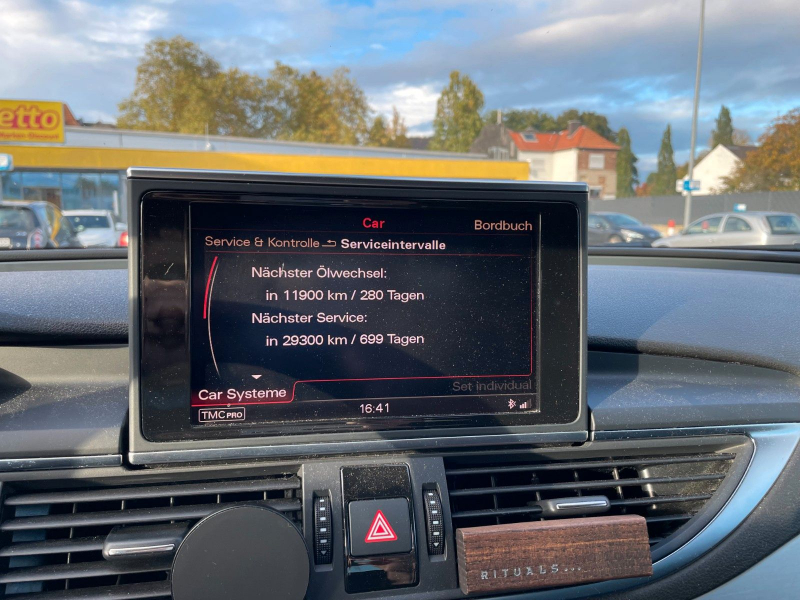 etto
Car
Bordbuch
Service & Kontrolle Serviceintervalle
Nächster Ölwechsel:
in 11900 km / 280 Tagen
Nächster Service:
in 29300 km / 699 Tagen
Set individual
Car Systeme
TMC PRO
16:41
RITUALS...